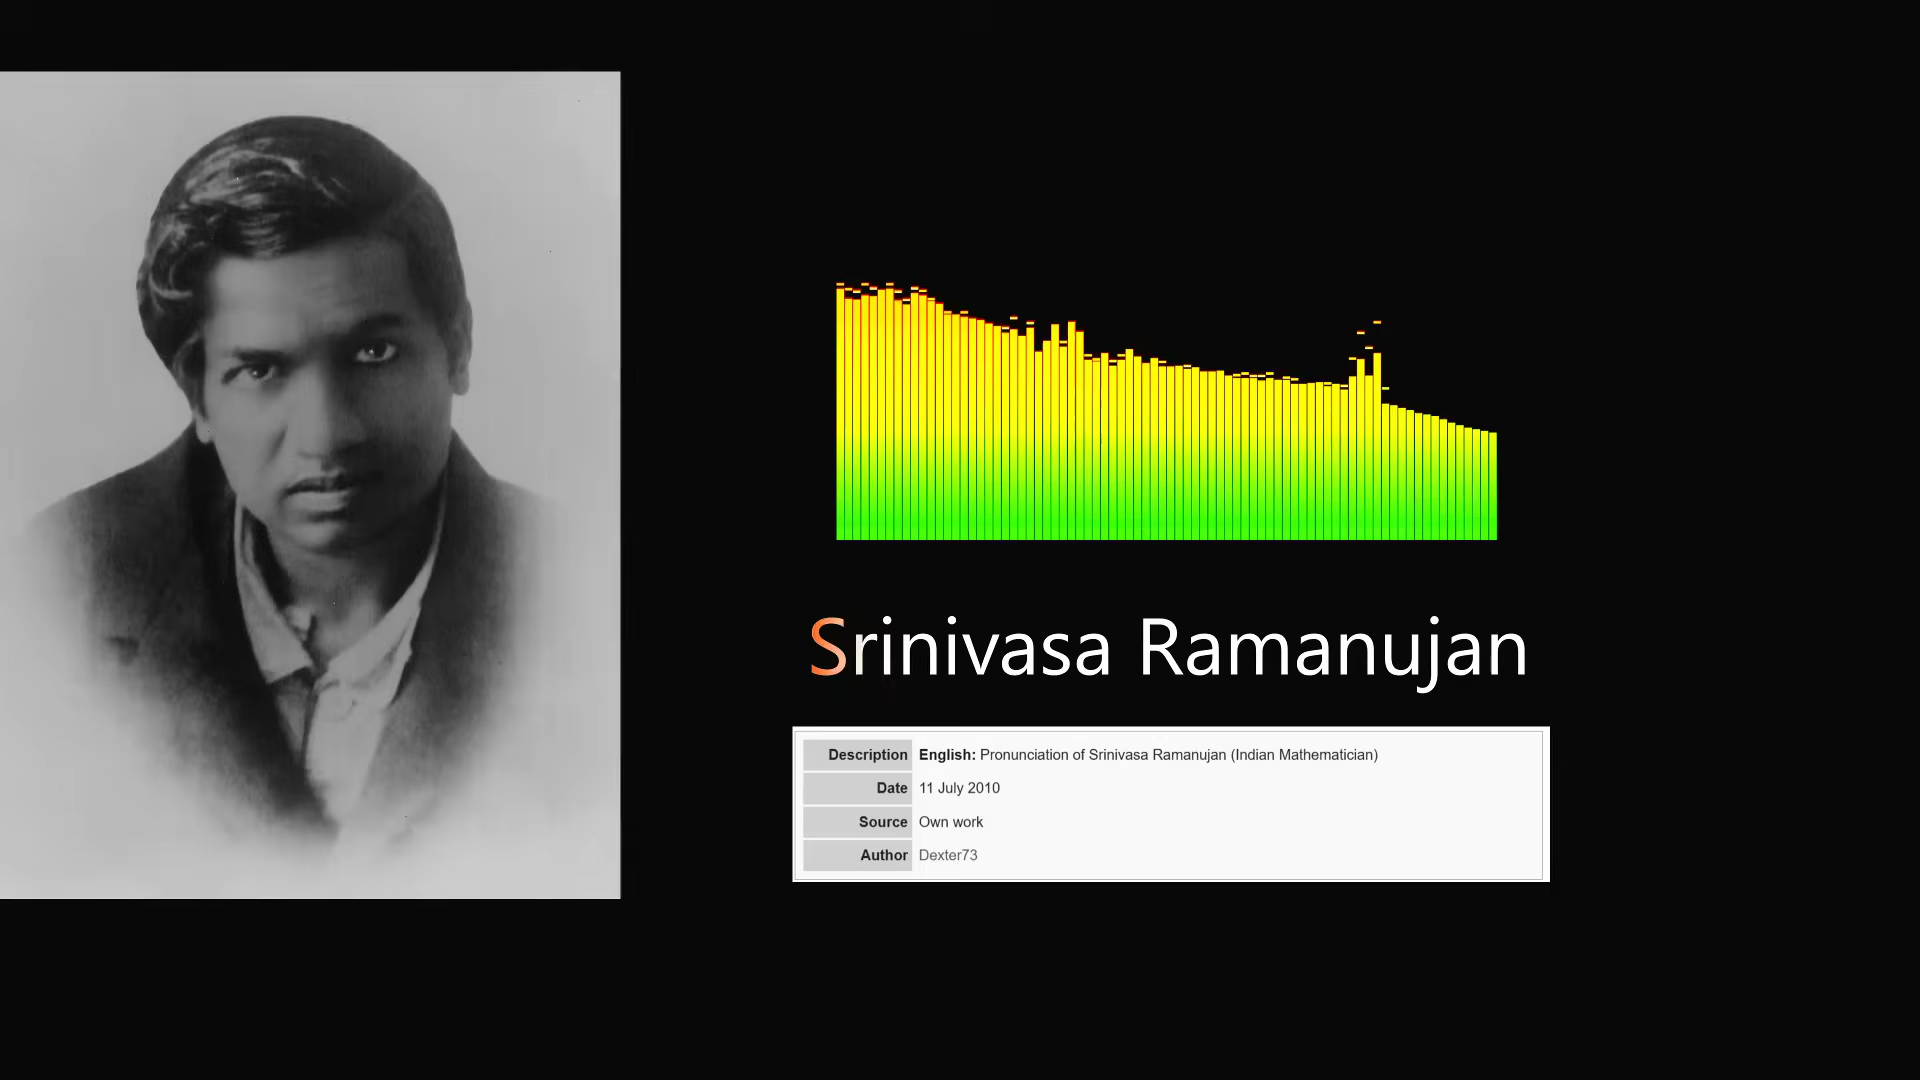 Srinivasa Ramanujan
Description English: Pronunciation of Srinivasa Ramanujan (Indian Mathematician)
Date 11 July 2010
Source Own work
Author Dexter73